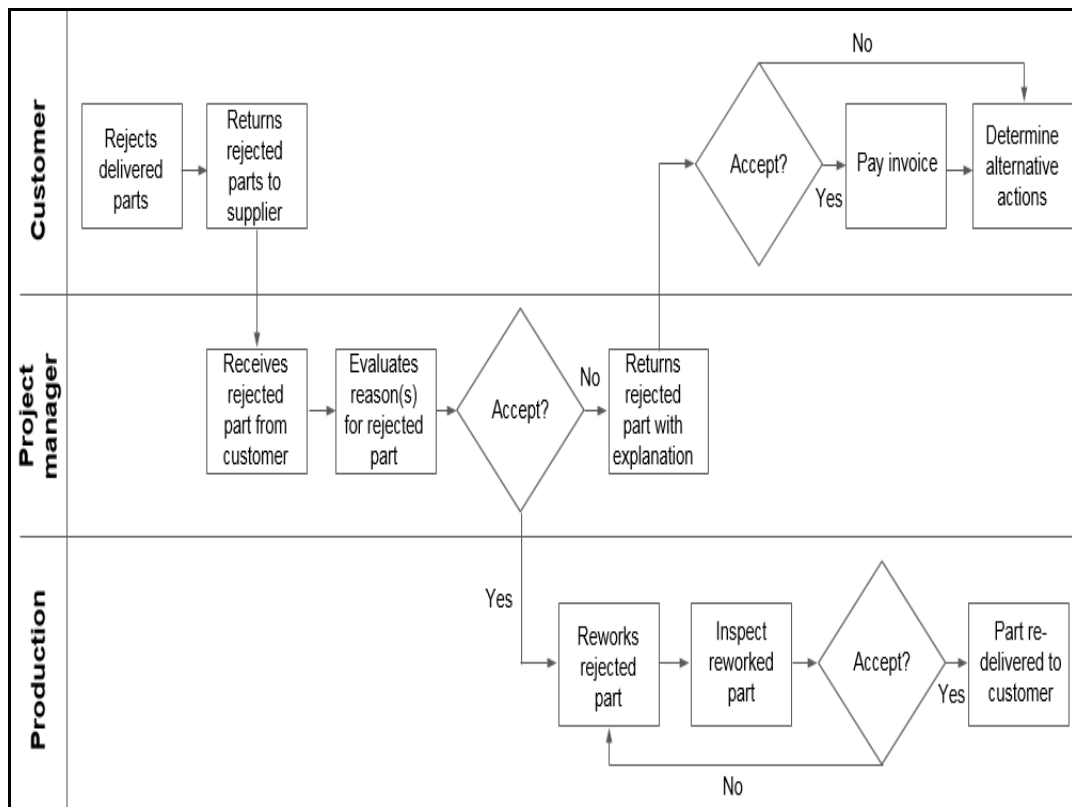 Customer
Rejects
delivered
parts
Returns
rejected
parts to
supplier
Accept?
No
Yes
Pay invoice
Determine
alternative
actions
Project
manager
Receives
rejected
part from
customer
Evaluates
reason(s)
for rejected
part
Accept?
No
Returns
rejected
part with
explanation
Production
Yes
Reworks
rejected
part
Inspect
reworked
part
Accept?
Yes
No
Part re-
delivered to
customer